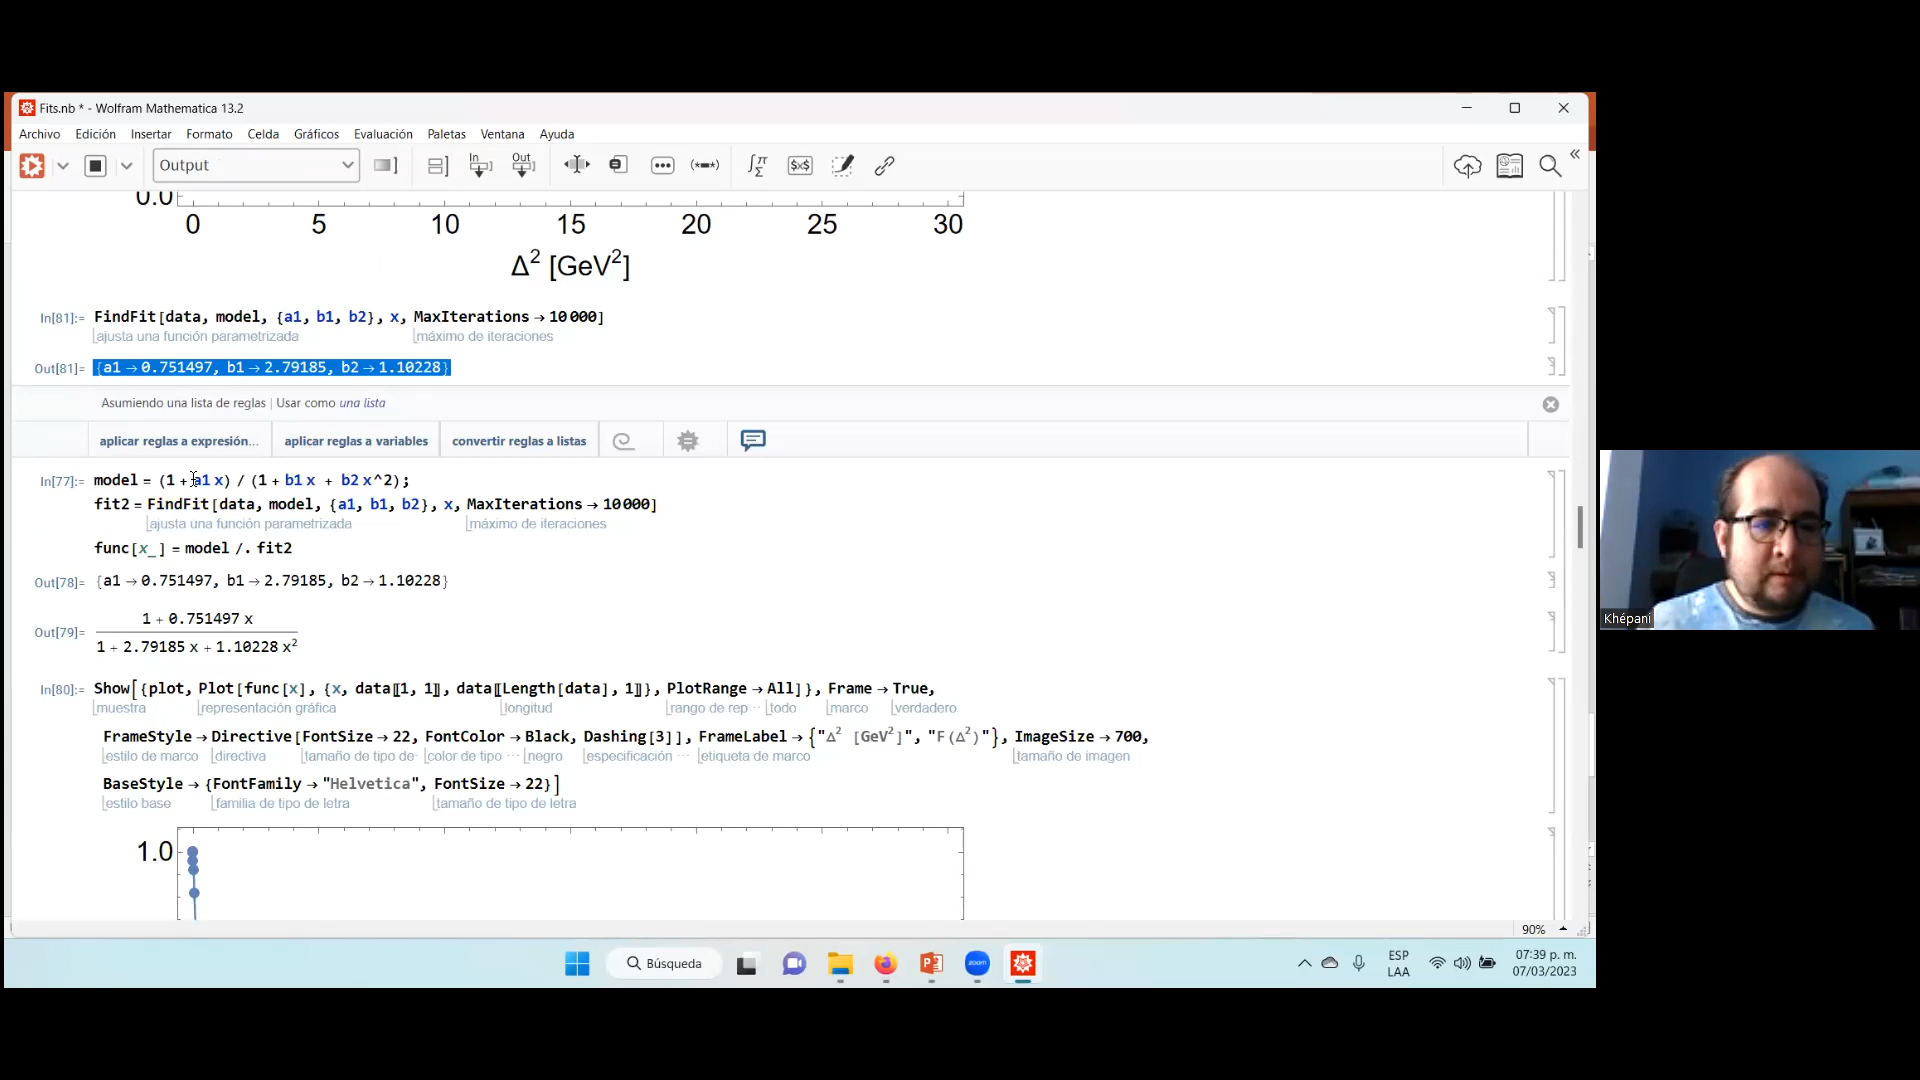 Fits.nb * - Wolfram Mathematica 13.2
Archivo Edición Insertar Formato Celda Gráficos Evaluación Paletas Ventana Ayuda
Output
In
Out
0.0
0 5 10 15 20 25 30
Δ² [GeV²]
In[81]:= FindFit[data, model, {a1, b1, b2}, x, MaxIterations → 10 000]
ajusta una función parametrizada máximo de iteraciones
Out[81]= {a1 → 0.751497, b1 → 2.79185, b2 → 1.10228}
Asumiendo una lista de reglas | Usar como una lista
aplicar reglas a expresión... aplicar reglas a variables convertir reglas a listas
In[77]:= model = (1 + a1 x) / (1 + b1 x + b2 x^2);
fit2 = FindFit[data, model, {a1, b1, b2}, x, MaxIterations → 10 000]
ajusta una función parametrizada máximo de iteraciones
func[x_] = model /. fit2
Out[78]= {a1 → 0.751497, b1 → 2.79185, b2 → 1.10228}
1 + 0.751497 x
Out[79]=
1 + 2.79185 x + 1.10228 x²
In[80]:= Show[{plot, Plot[func[x], {x, data〚1, 1〛, data〚Length[data], 1〛}, PlotRange → All]}, Frame → True,
muestra representación gráfica longitud rango de rep··· todo marco verdadero
FrameStyle → Directive[FontSize → 22, FontColor → Black, Dashing[3]], FrameLabel → {"Δ² [GeV²]", "F(Δ²)"}, ImageSize → 700,
estilo de marco directiva tamaño de tipo de··· color de tipo ··· negro especificación ··· etiqueta de marco tamaño de imagen
BaseStyle → {FontFamily → "Helvetica", FontSize → 22}]
estilo base familia de tipo de letra tamaño de tipo de letra
1.0
90%
Búsqueda
zoom
ESP
LAA
07:39 p. m.
07/03/2023
Khépani